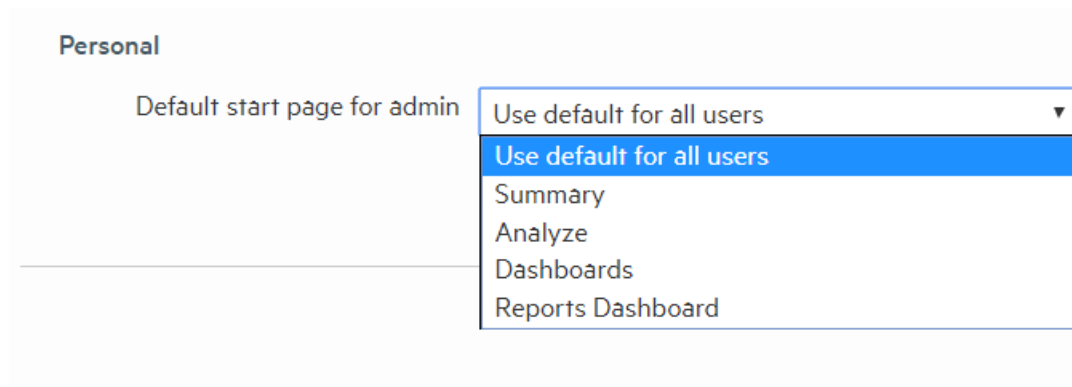 Personal
Default start page for admin Use default for all users
Use default for all users
Summary
Analyze
Dashboards
Reports Dashboard